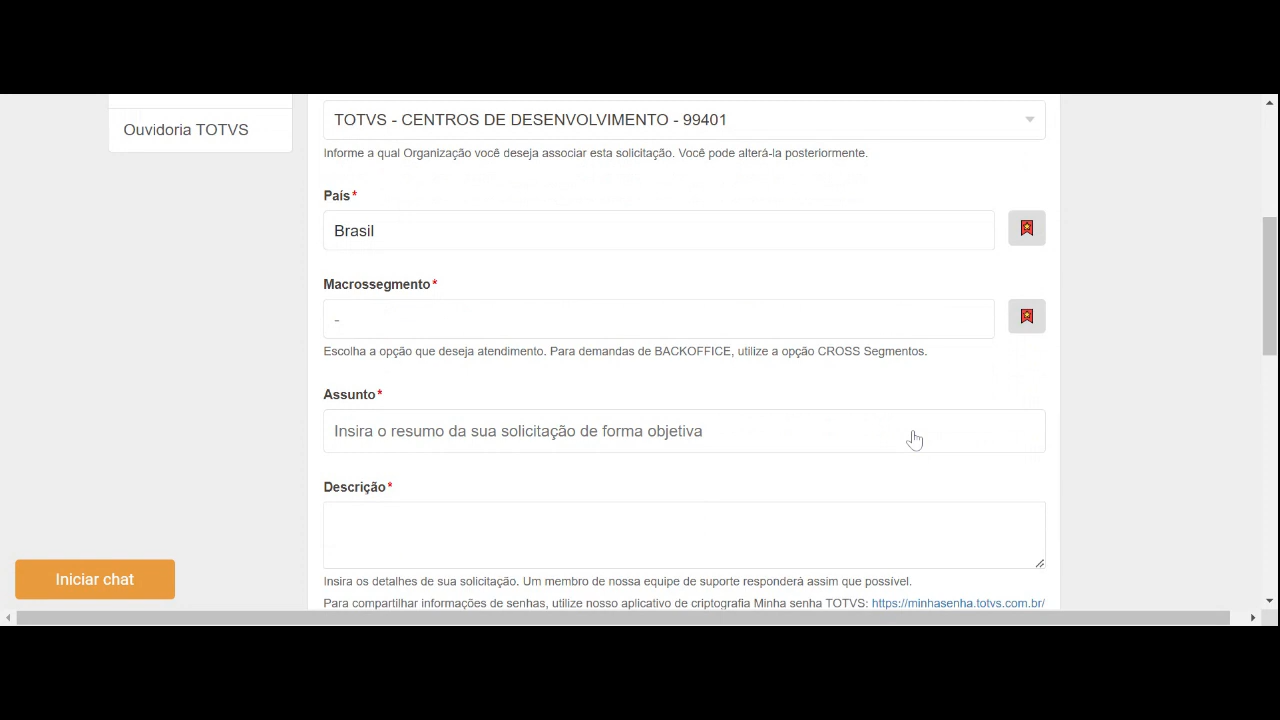 Ouvidoria TOTVS
TOTVS - CENTROS DE DESENVOLVIMENTO - 99401
Informe a qual Organização você deseja associar esta solicitação. Você pode alterá-la posteriormente.
País*
Brasil
Macrossegmento*
-
Escolha a opção que deseja atendimento. Para demandas de BACKOFFICE, utilize a opção CROSS Segmentos.
Assunto*
Insira o resumo da sua solicitação de forma objetiva
Descrição*
Iniciar chat
Insira os detalhes de sua solicitação. Um membro de nossa equipe de suporte responderá assim que possível.
Para compartilhar informações de senhas, utilize nosso aplicativo de criptografia Minha senha TOTVS: https://minhasenha.totvs.com.br/